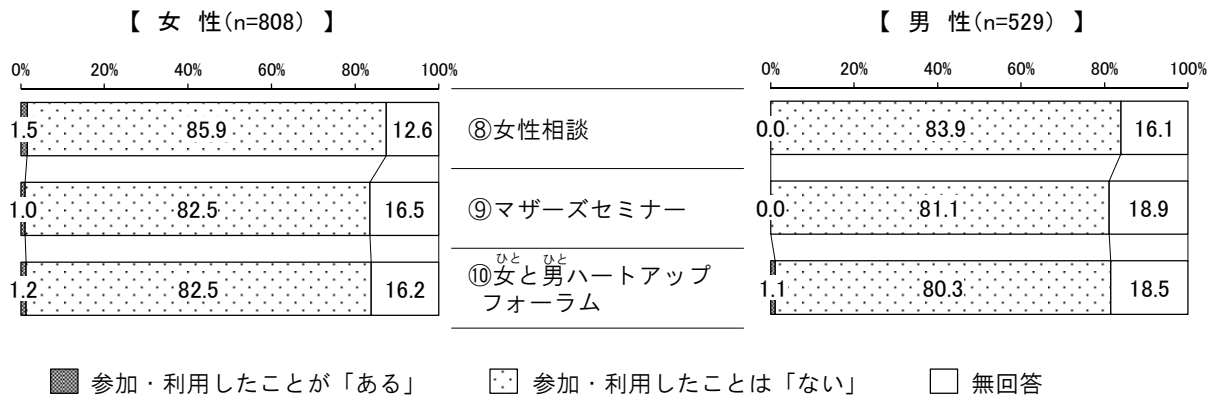 【 女 性(n=808) 】
【 男 性(n=529) 】
0% 20% 40% 60% 80% 100%
0% 20% 40% 60% 80% 100%
1.5 85.9 12.6
⑧女性相談
0.0 83.9 16.1
1.0 82.5 16.5
⑨マザーズセミナー
0.0 81.1 18.9
1.2 82.5 16.2
ひと ひと
⑩女と男ハートアップ
フォーラム
1.1 80.3 18.5
参加・利用したことが「ある」 参加・利用したことは「ない」 無回答